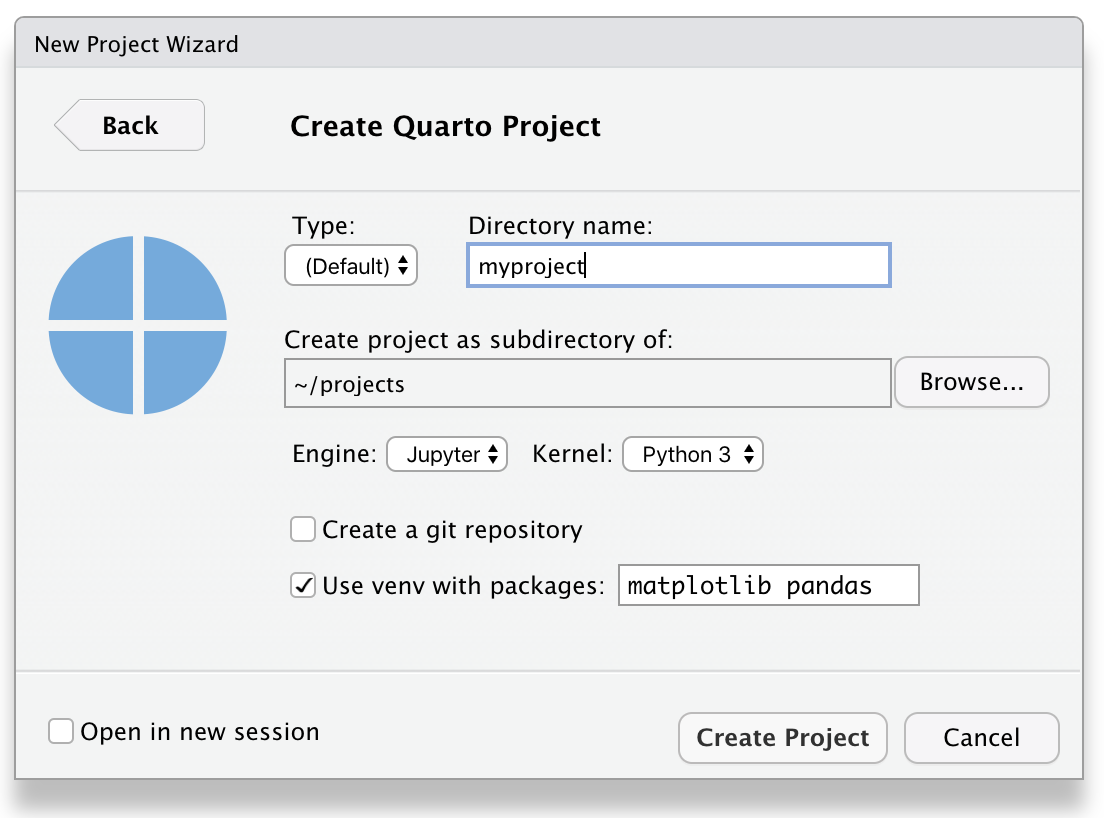 New Project Wizard
Back
Create Quarto Project
Type:
Directory name:
(Default)
myproject
Create project as subdirectory of:
~/projects
Browse...
Engine:
Jupyter
Kernel:
Python 3
Create a git repository
Use venv with packages:
matplotlib pandas
Open in new session
Create Project
Cancel